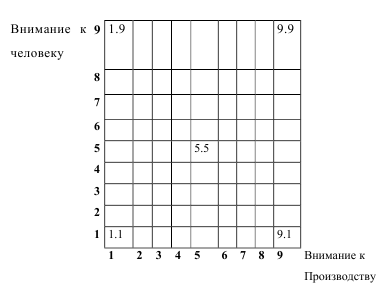 Внимание к 9 1.9 9.9
человеку
8
7
6
5 5.5
4
3
2
1 1.1 9.1
1 2 3 4 5 6 7 8 9 Внимание к
Производству